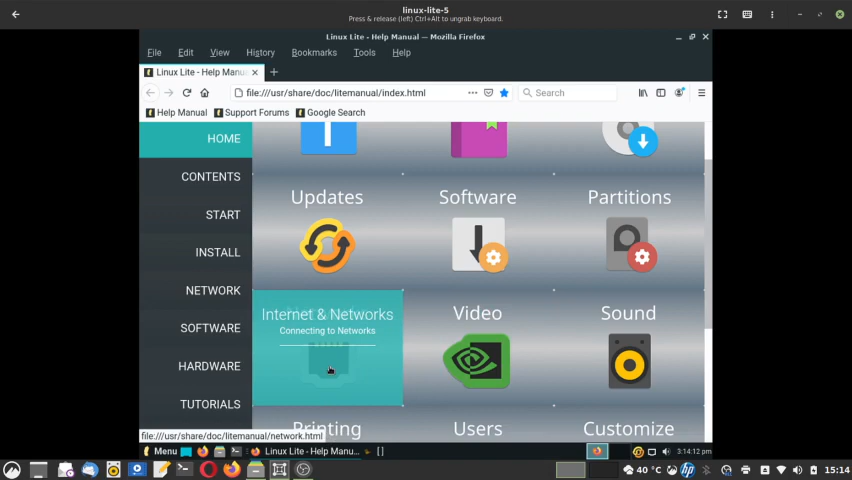 linux-lite-5
Press & release (left) Ctrl+Alt to ungrab keyboard.
Linux Lite - Help Manual — Mozilla Firefox
File Edit View History Bookmarks Tools Help
Linux Lite - Help Manu
file:///usr/share/doc/litemanual/index.html
Search
Help Manual Support Forums Google Search
HOME
CONTENTS
START
INSTALL
NETWORK
SOFTWARE
HARDWARE
TUTORIALS
Updates Software Partitions
Internet & Networks
Connecting to Networks
Video Sound
Printing Users Customize
file:///usr/share/doc/litemanual/network.html
Menu Linux Lite - Help Manu... [] 3:14:12 pm
40 °C 15:14